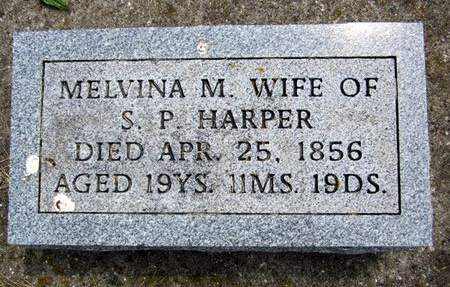 MELVINA M. WIFE OF
S. P. HARPER
DIED APR. 25, 1856
AGED 19YS. 11MS. 19DS.